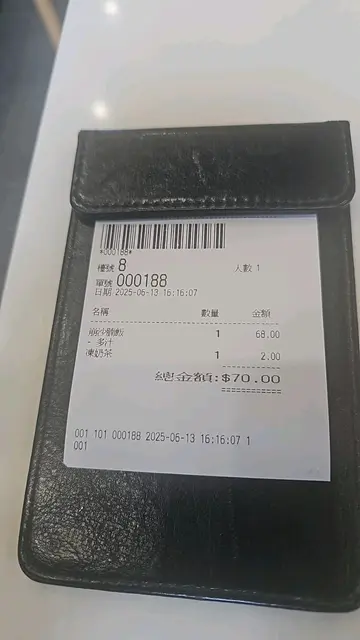 *000188*
檯號 8 人數 1
單號 000188
日期 2025-06-13 16:16:07
名稱 數量 金額
飯 1 68.00
- 多汁
凍奶茶 1 2.00
總金額:$70.00
001 101 000188 2025-06-13 16:16:07 1
001